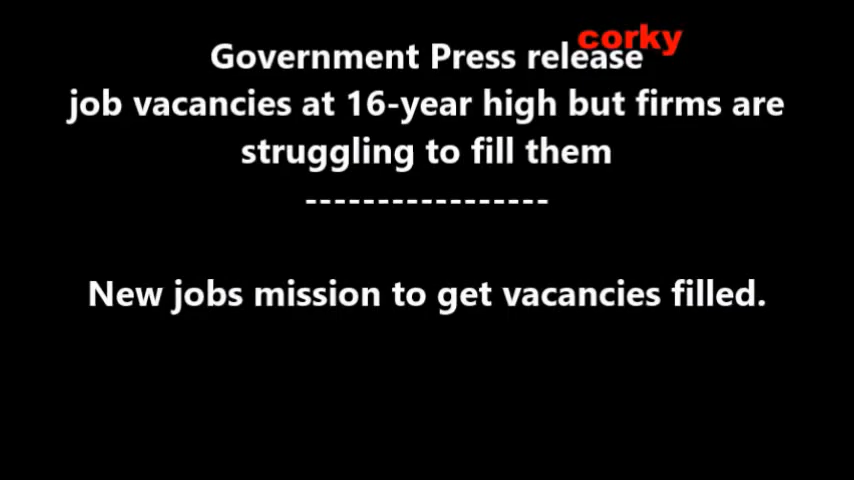 corky
Government Press release
job vacancies at 16-year high but firms are
struggling to fill them
-----------------
New jobs mission to get vacancies filled.